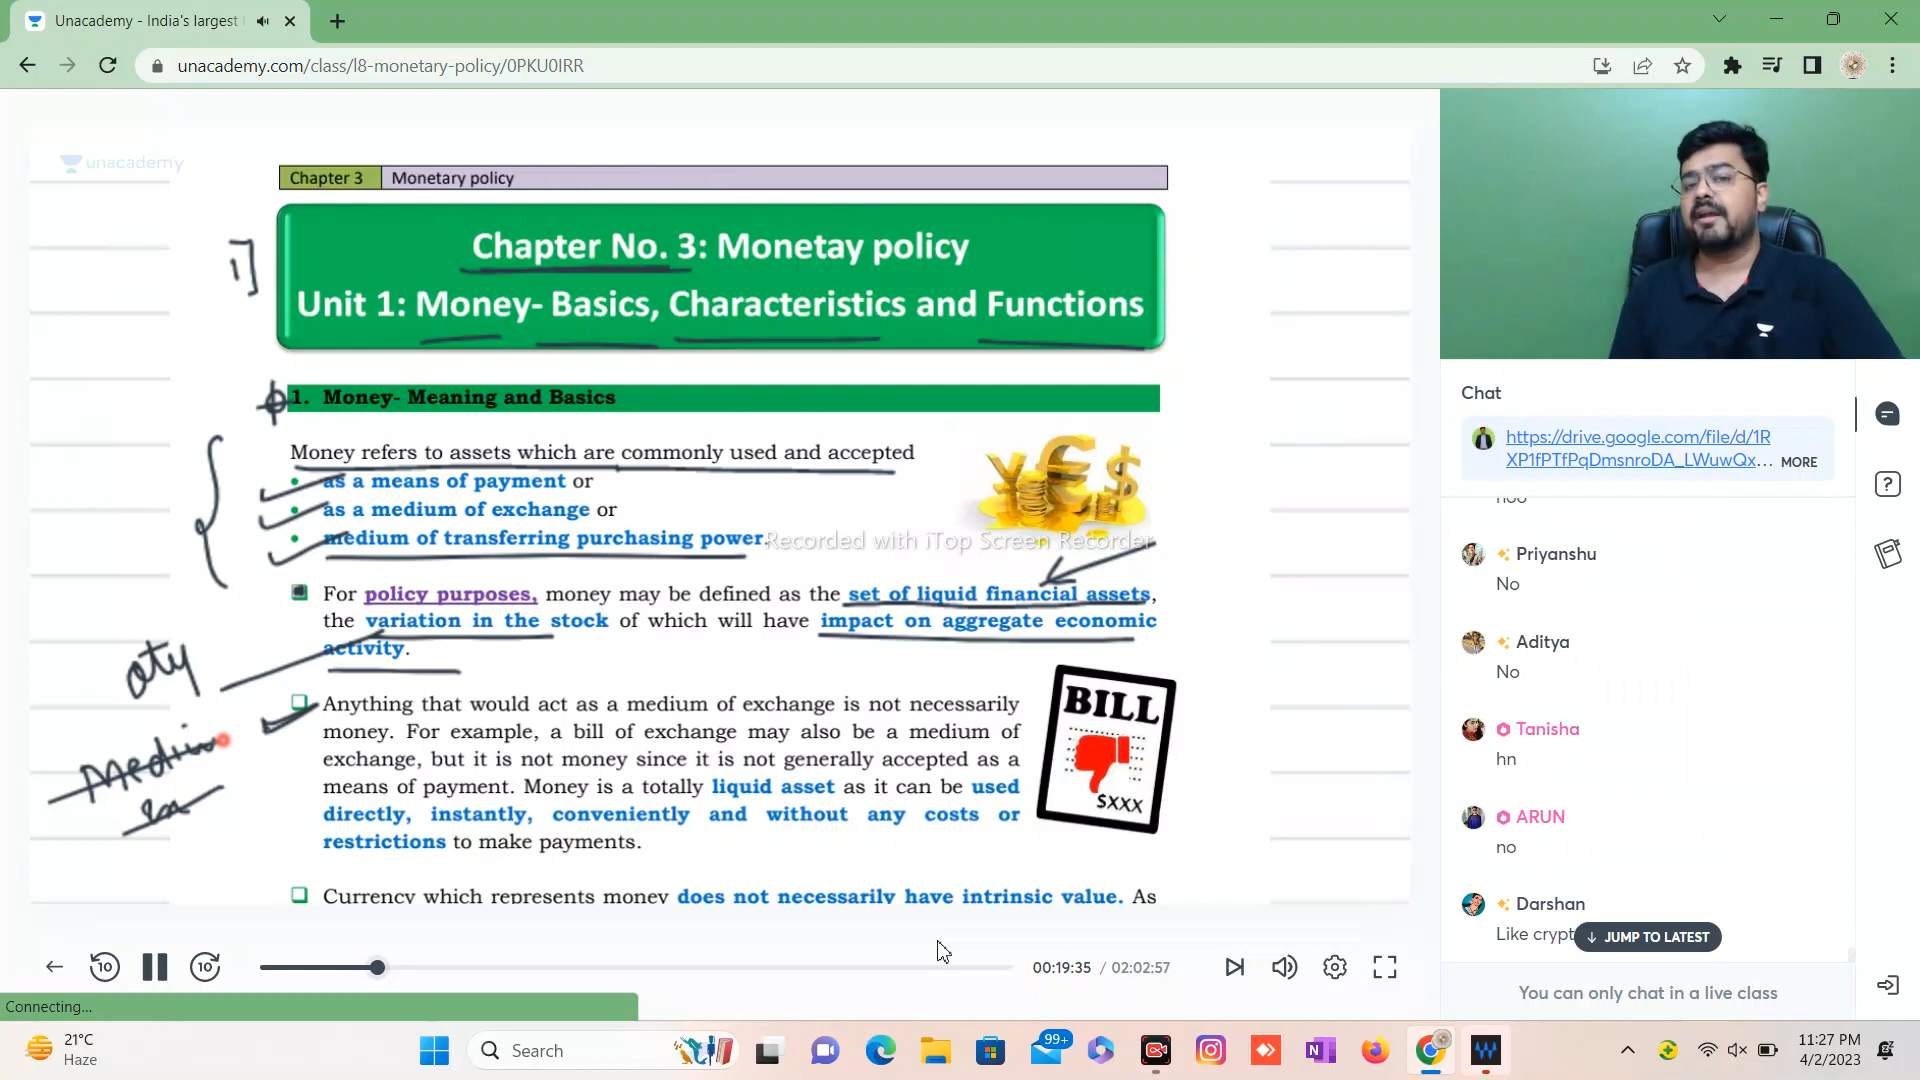 Unacademy - India's largest
unacademy.com/class/l8-monetary-policy/0PKU0IRR
unacademy
Chapter 3 Monetary policy
Chapter No. 3: Monetay policy
Unit 1: Money- Basics, Characteristics and Functions
1]
1. Money- Meaning and Basics
Money refers to assets which are commonly used and accepted
• as a means of payment or
• as a medium of exchange or
• medium of transferring purchasing power.
Recorded with iTop Screen Recorder
For policy purposes, money may be defined as the set of liquid financial assets,
the variation in the stock of which will have impact on aggregate economic
activity.
qty
Anything that would act as a medium of exchange is not necessarily
money. For example, a bill of exchange may also be a medium of
exchange, but it is not money since it is not generally accepted as a
means of payment. Money is a totally liquid asset as it can be used
directly, instantly, conveniently and without any costs or
restrictions to make payments.
Medium
BILL
$XXX
Currency which represents money does not necessarily have intrinsic value. As
10
10
00:19:35 / 02:02:57
Connecting...
Chat
https://drive.google.com/file/d/1R
XP1fPTfPqDmsnroDA_LWuwQx... MORE
noo
Priyanshu
No
Aditya
No
Tanisha
hn
ARUN
no
Darshan
Like crypt
JUMP TO LATEST
You can only chat in a live class
21°C
Haze
Search
99+
11:27 PM
4/2/2023